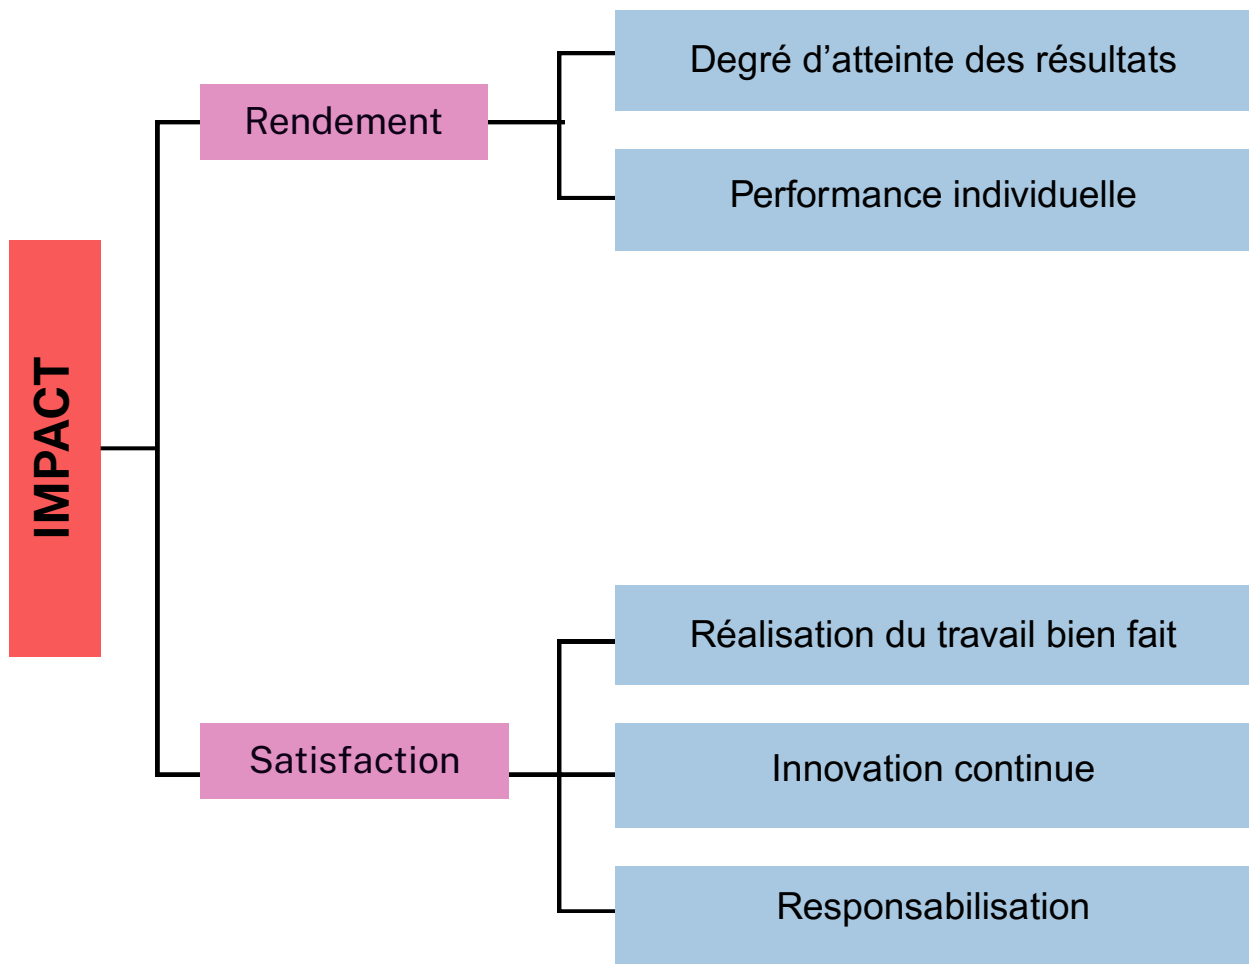 IMPACT
Rendement
Degré d’atteinte des résultats
Performance individuelle
Satisfaction
Réalisation du travail bien fait
Innovation continue
Responsabilisation